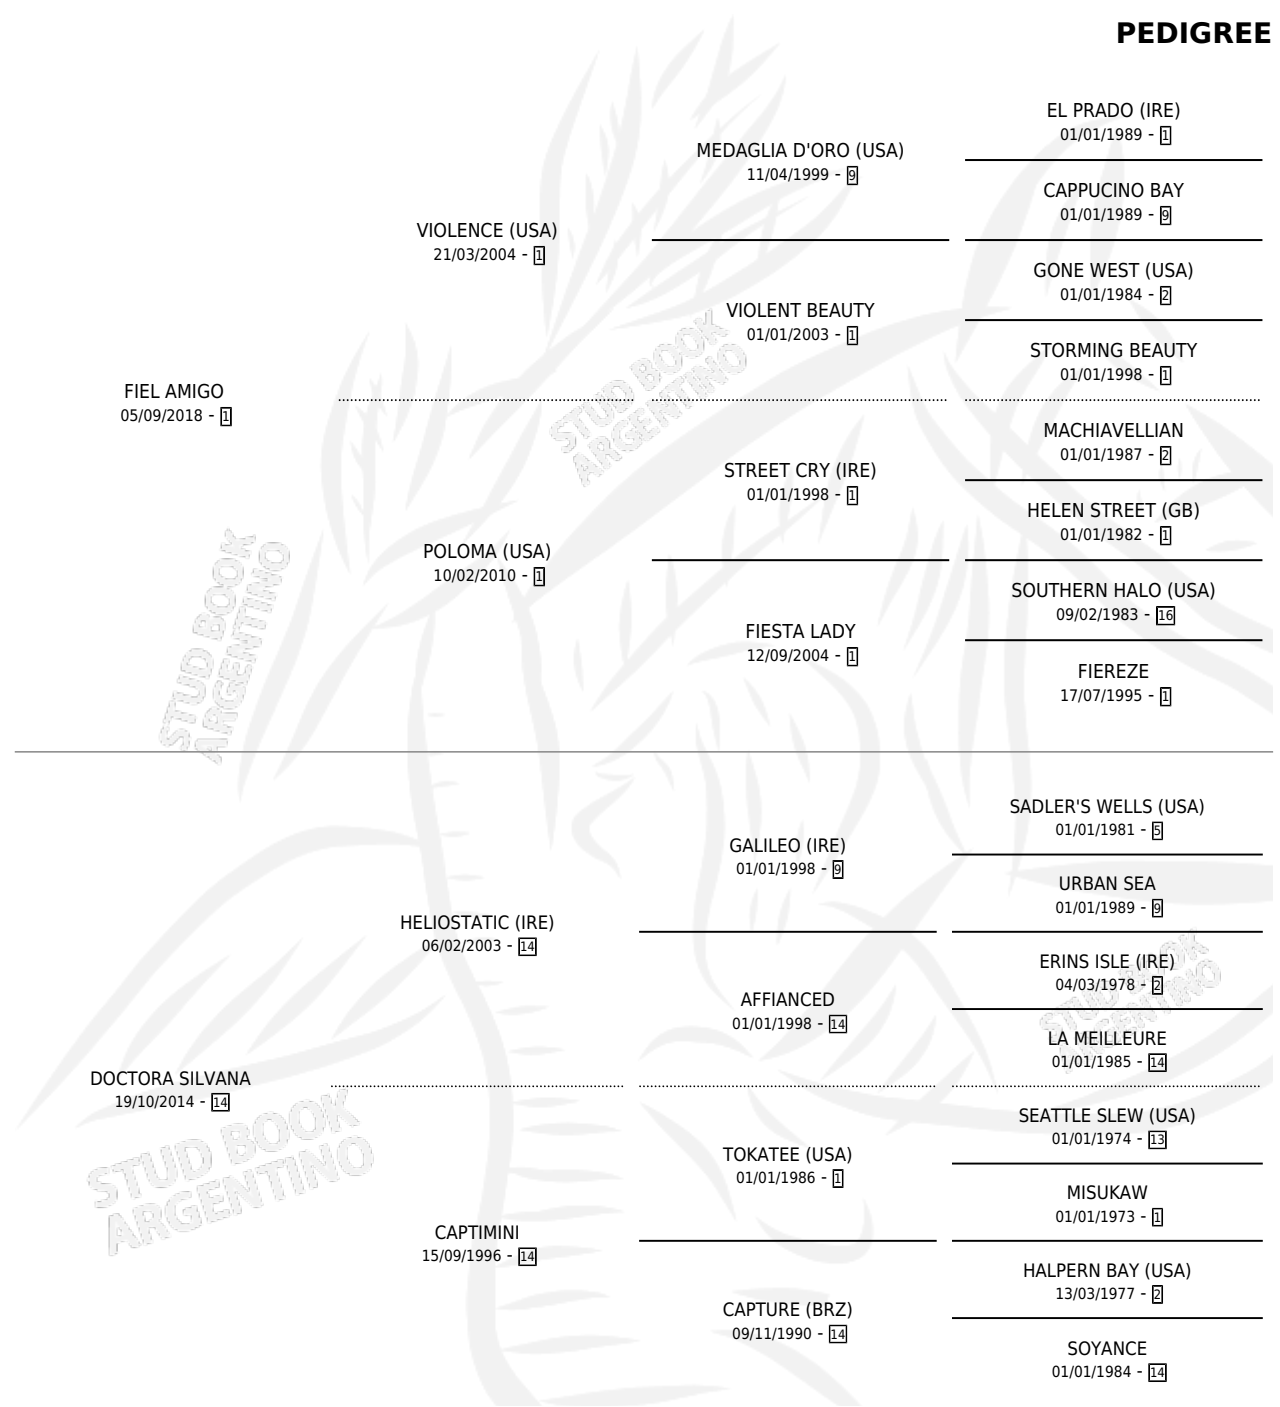 PEDIGREE
EL PRADO (IRE)
01/01/1989 - 1
MEDAGLIA D'ORO (USA)
11/04/1999 - 9
CAPPUCINO BAY
01/01/1989 - 9
VIOLENCE (USA)
21/03/2004 - 1
GONE WEST (USA)
01/01/1984 - 2
VIOLENT BEAUTY
01/01/2003 - 1
STORMING BEAUTY
01/01/1998 - 1
FIEL AMIGO
05/09/2018 - 1
MACHIAVELLIAN
01/01/1987 - 2
STREET CRY (IRE)
01/01/1998 - 1
HELEN STREET (GB)
01/01/1982 - 1
POLOMA (USA)
10/02/2010 - 1
SOUTHERN HALO (USA)
09/02/1983 - 16
FIESTA LADY
12/09/2004 - 1
FIEREZE
17/07/1995 - 1
SADLER'S WELLS (USA)
01/01/1981 - 5
GALILEO (IRE)
01/01/1998 - 9
URBAN SEA
01/01/1989 - 9
HELIOSTATIC (IRE)
06/02/2003 - 14
ERINS ISLE (IRE)
04/03/1978 - 2
AFFIANCED
01/01/1998 - 14
LA MEILLEURE
01/01/1985 - 14
DOCTORA SILVANA
19/10/2014 - 14
SEATTLE SLEW (USA)
01/01/1974 - 13
TOKATEE (USA)
01/01/1986 - 1
MISUKAW
01/01/1973 - 1
CAPTIMINI
15/09/1996 - 14
HALPERN BAY (USA)
13/03/1977 - 2
CAPTURE (BRZ)
09/11/1990 - 14
SOYANCE
01/01/1984 - 14
STUD BOOK
ARGENTINO
STUD BOOK
ARGENTINO
STUD BOOK
ARGENTINO
STUD BOOK
ARGENTINO